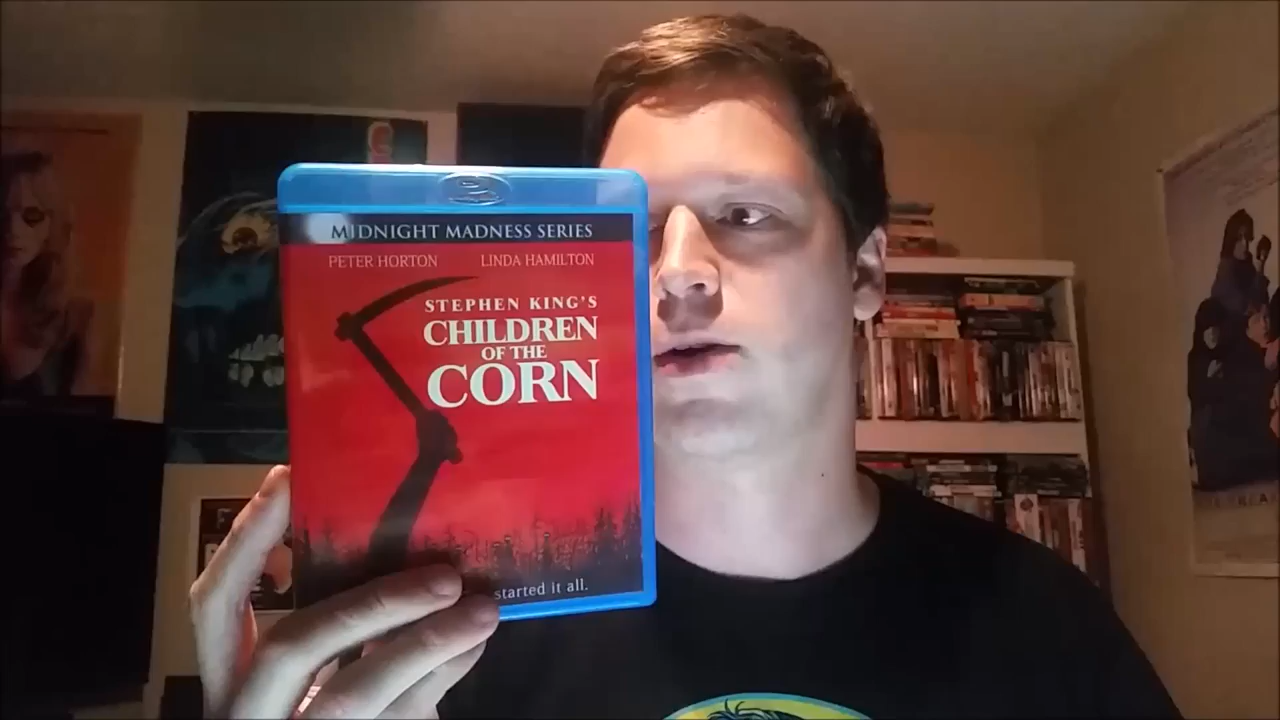 MIDNIGHT MADNESS SERIES
PETER HORTON LINDA HAMILTON
STEPHEN KING'S
CHILDREN
OF THE
CORN
started it all.